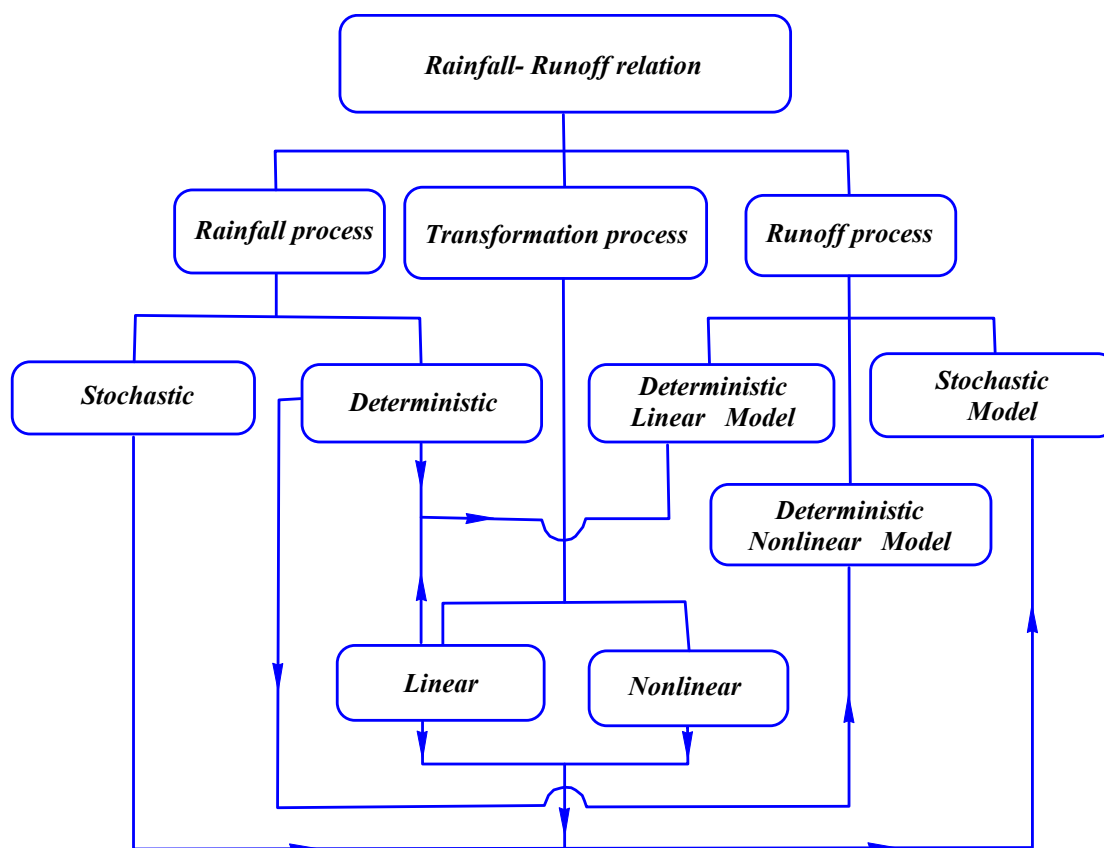 Rainfall- Runoff relation
Rainfall process
Transformation process
Runoff process
Stochastic
Deterministic
Deterministic
Linear Model
Stochastic
Model
Deterministic
Nonlinear Model
Linear
Nonlinear